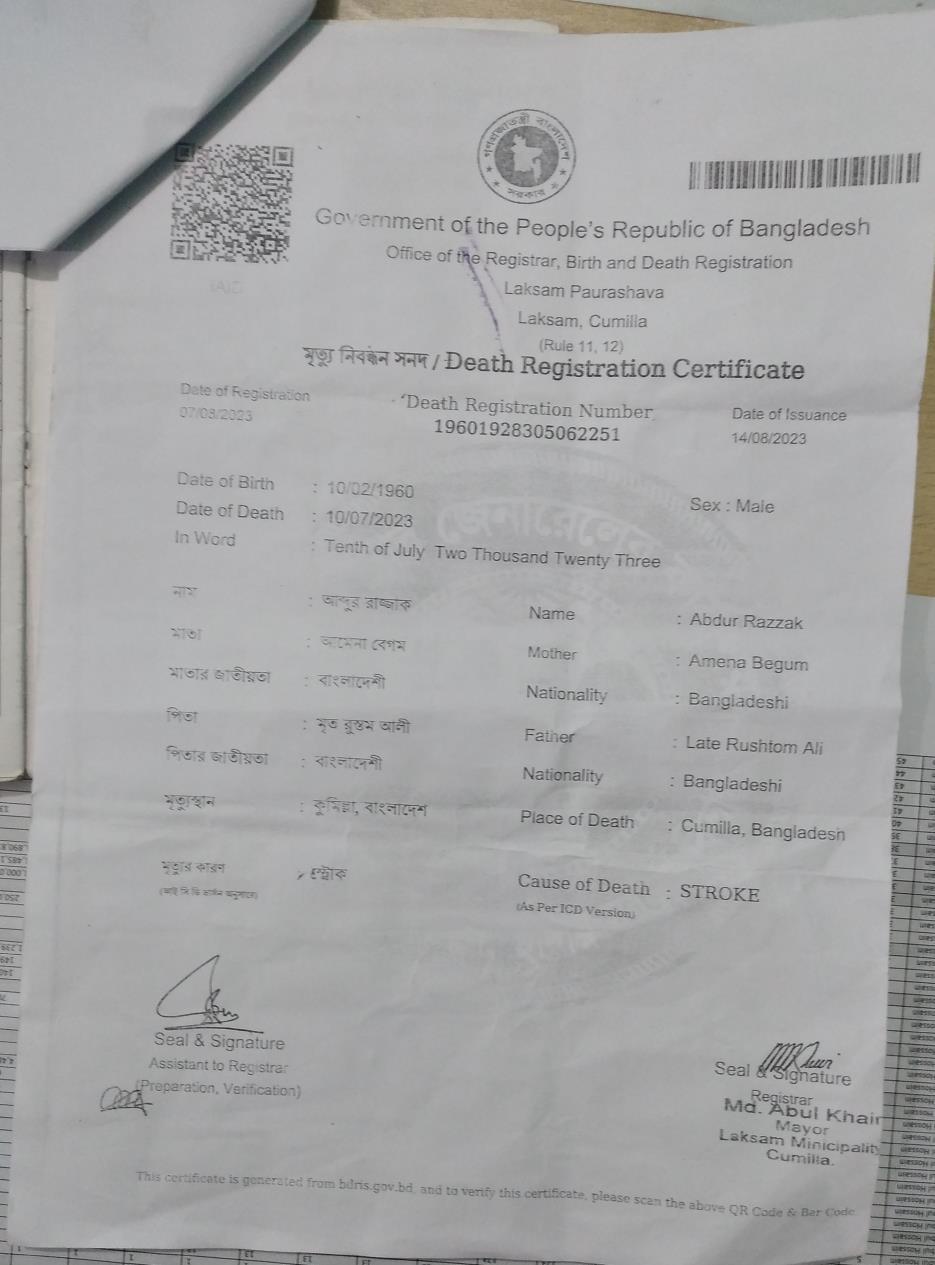 গণপ্রজাতন্ত্রী বাংলাদেশ
সরকার
Government of the People's Republic of Bangladesh
Office of the Registrar, Birth and Death Registration
Laksam Paurashava
Laksam, Cumilla
(Rule 11, 12)
মৃত্যু নিবন্ধন সনদ / Death Registration Certificate
Date of Registration Death Registration Number Date of Issuance
07/08/2023 19601928305062251 14/08/2023
Date of Birth : 10/02/1960 Sex : Male
Date of Death : 10/07/2023
In Word : Tenth of July Two Thousand Twenty Three
নাম : আব্দুর রাজ্জাক Name : Abdur Razzak
মাতা : আমেনা বেগম Mother : Amena Begum
মাতার জাতীয়তা : বাংলাদেশী Nationality : Bangladeshi
পিতা : মৃত রুস্তম আলী Father : Late Rushtom Ali
পিতার জাতীয়তা : বাংলাদেশী Nationality : Bangladeshi
মৃত্যুস্থান : কুমিল্লা, বাংলাদেশ Place of Death : Cumilla, Bangladesh
মৃত্যুর কারণ : স্ট্রোক Cause of Death : STROKE
(As Per ICD Version)
Seal & Signature
Assistant to Registrar
(Preparation, Verification)
Seal & Signature
Registrar
Md. Abul Khair
Mayor
Laksam Minicipality
Cumilla.
This certificate is generated from bdris.gov.bd, and to verify this certificate, please scan the above QR Code & Bar Code.